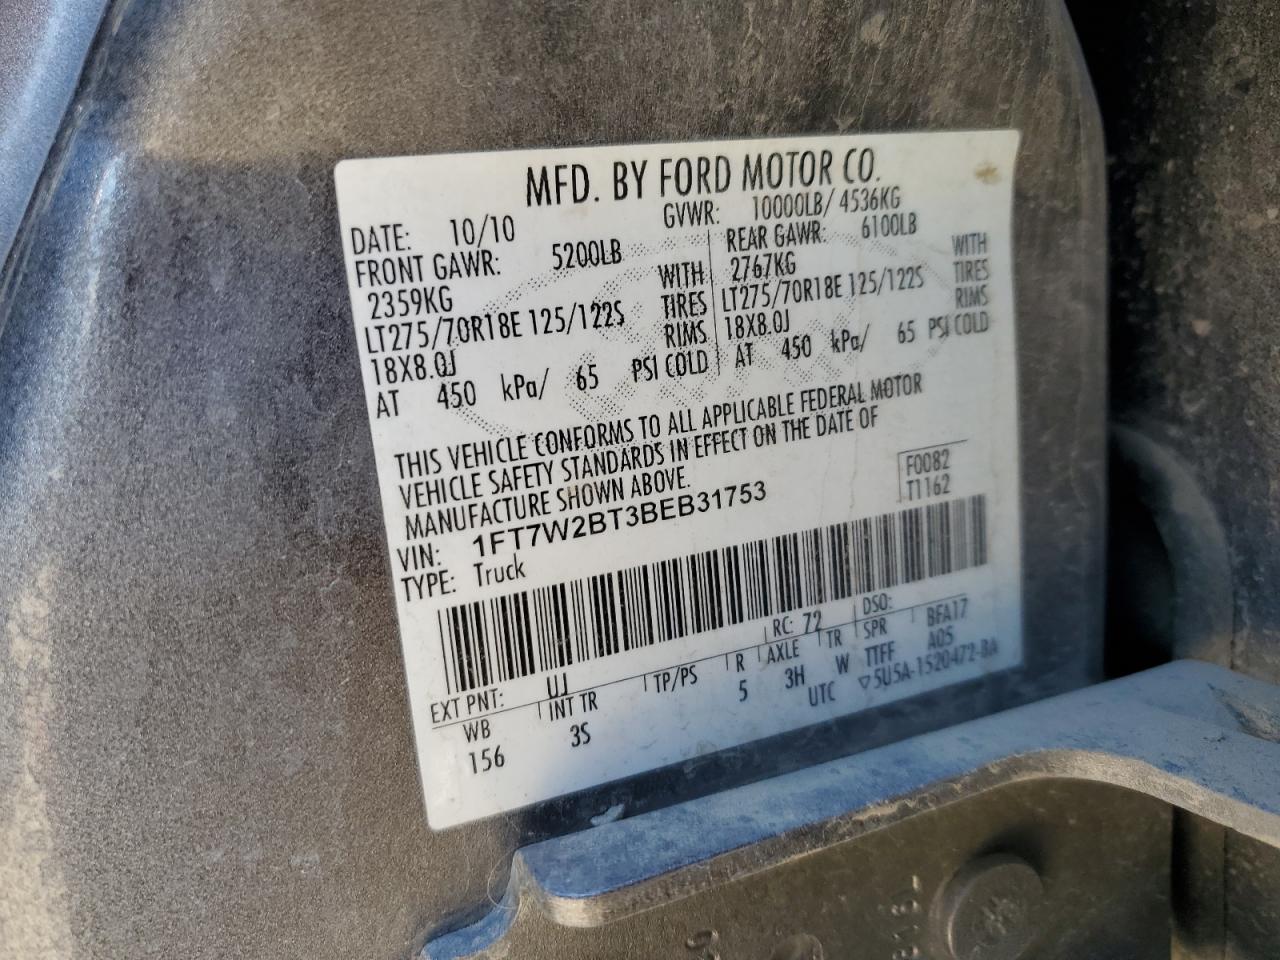 MFD. BY FORD MOTOR CO.
DATE: 10/10 GVWR: 10000LB/ 4536KG
FRONT GAWR: 5200LB REAR GAWR: 6100LB
2359KG WITH 2767KG WITH
LT275/70R18E 125/122S TIRES LT275/70R18E 125/122S TIRES
18X8.0J RIMS 18X8.0J RIMS
AT 450 kPa/ 65 PSI COLD AT 450 kPa/ 65 PSI COLD
THIS VEHICLE CONFORMS TO ALL APPLICABLE FEDERAL MOTOR
VEHICLE SAFETY STANDARDS IN EFFECT ON THE DATE OF
MANUFACTURE SHOWN ABOVE.
F0082
VIN: 1FT7W2BT3BEB31753 T1162
TYPE: Truck
EXT PNT: UJ RC: 72 DSO:
WB INT TR TP/PS R AXLE TR SPR BFA17
156 3S 5 3H W TTFF A05
UTC ▽5U5A-1520472-BA